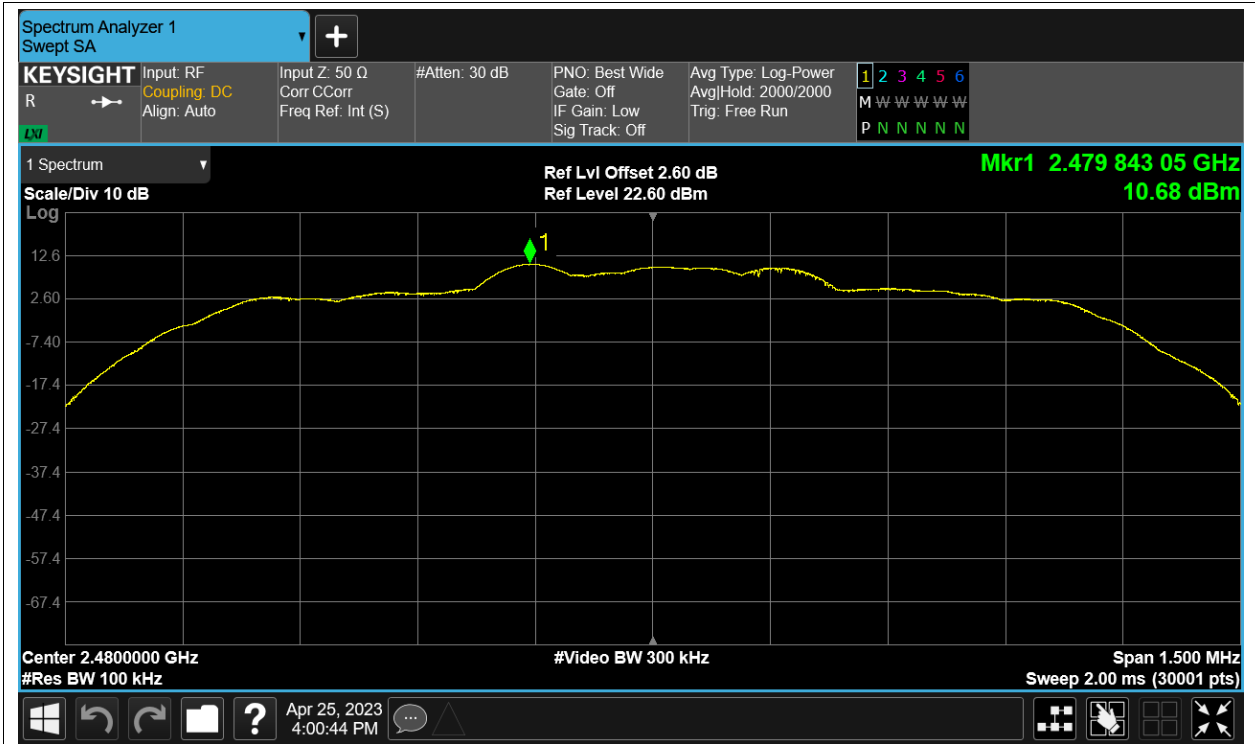 Spectrum Analyzer 1
Swept SA
KEYSIGHT
R
LXI
Input: RF
Coupling: DC
Align: Auto
Input Z: 50 Ω
Corr CCorr
Freq Ref: Int (S)
#Atten: 30 dB
PNO: Best Wide
Gate: Off
IF Gain: Low
Sig Track: Off
Avg Type: Log-Power
Avg|Hold: 2000/2000
Trig: Free Run
1 2 3 4 5 6
M W W W W W
P N N N N N
1 Spectrum
Scale/Div 10 dB
Log
Ref Lvl Offset 2.60 dB
Ref Level 22.60 dBm
Mkr1 2.479 843 05 GHz
10.68 dBm
1
12.6
2.60
-7.40
-17.4
-27.4
-37.4
-47.4
-57.4
-67.4
Center 2.4800000 GHz
#Res BW 100 kHz
#Video BW 300 kHz
Span 1.500 MHz
Sweep 2.00 ms (30001 pts)
?
Apr 25, 2023
4:00:44 PM